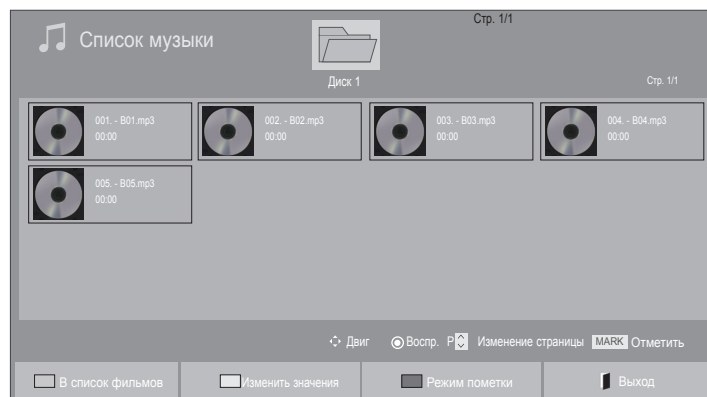 Стр. 1/1
Список музыки
Диск 1
Стр. 1/1
001. - B01.mp3
00:00
002. - B02.mp3
00:00
003. - B03.mp3
00:00
004. - B04.mp3
00:00
005. - B05.mp3
00:00
Двиг Воспр. P Изменение страницы MARK Отметить
В список фильмов Изменить значения Режим пометки Выход